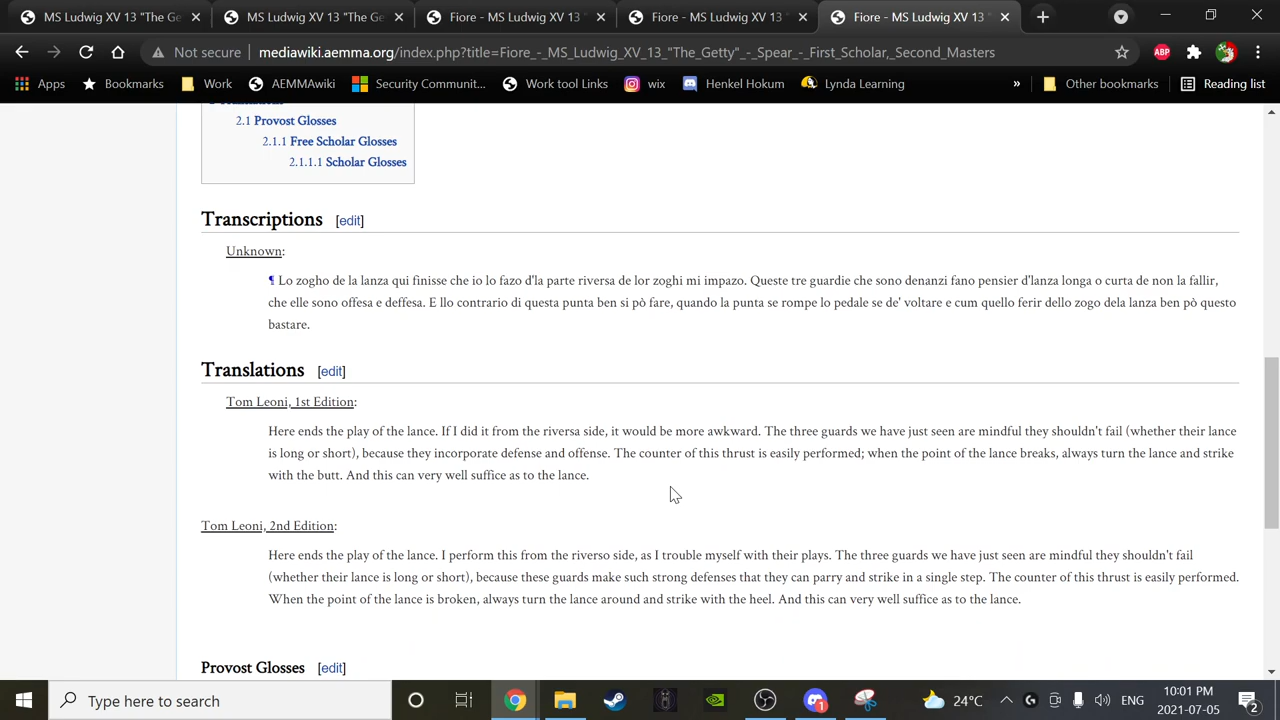 MS Ludwig XV 13 "The Ge
MS Ludwig XV 13 "The Get
Fiore - MS Ludwig XV 13 "
Fiore - MS Ludwig XV 13 "
Fiore - MS Ludwig XV 13 "
Not secure
mediawiki.aemma.org/index.php?title=Fiore_-_MS_Ludwig_XV_13_"The_Getty"_-_Spear_-_First_Scholar,_Second_Masters
ABP
Apps Bookmarks Work AEMMAwiki Security Communit... Work tool Links wix Henkel Hokum Lynda Learning » Other bookmarks Reading list
2.1 Provost Glosses
2.1.1 Free Scholar Glosses
2.1.1.1 Scholar Glosses
Transcriptions [edit]
Unknown:
¶ Lo zogho de la lanza qui finisse che io lo fazo d'la parte riversa de lor zoghi mi impazo. Queste tre guardie che sono denanzi fano pensier d'lanza longa o curta de non la fallir,
che elle sono offesa e deffesa. E llo contrario di questa punta ben si pò fare, quando la punta se rompe lo pedale se de' voltare e cum quello ferir dello zogo dela lanza ben pò questo
bastare.
Translations [edit]
Tom Leoni, 1st Edition:
Here ends the play of the lance. If I did it from the riversa side, it would be more awkward. The three guards we have just seen are mindful they shouldn't fail (whether their lance
is long or short), because they incorporate defense and offense. The counter of this thrust is easily performed; when the point of the lance breaks, always turn the lance and strike
with the butt. And this can very well suffice as to the lance.
Tom Leoni, 2nd Edition:
Here ends the play of the lance. I perform this from the riverso side, as I trouble myself with their plays. The three guards we have just seen are mindful they shouldn't fail
(whether their lance is long or short), because these guards make such strong defenses that they can parry and strike in a single step. The counter of this thrust is easily performed.
When the point of the lance is broken, always turn the lance around and strike with the heel. And this can very well suffice as to the lance.
Provost Glosses [edit]
Type here to search
1
24°C
ENG
10:01 PM
2021-07-05
2